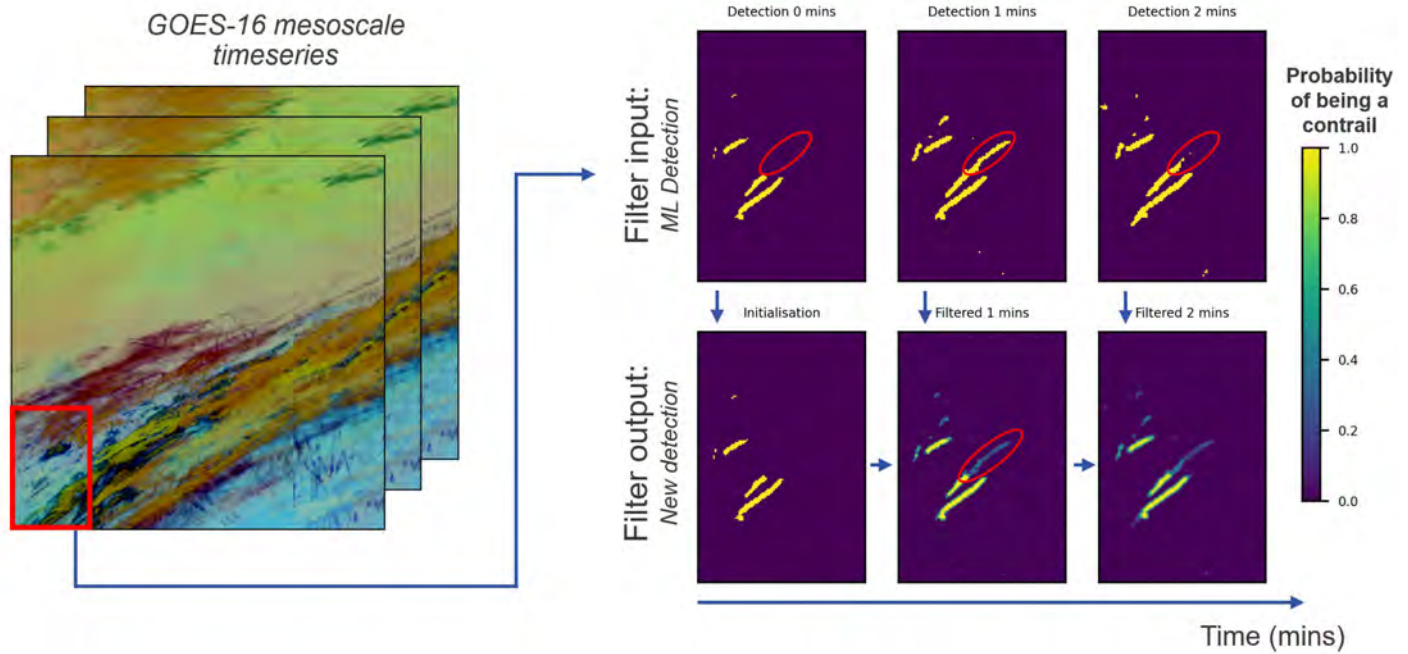 GOES-16 mesoscale
timeseries
Detection 0 mins
Detection 1 mins
Detection 2 mins
Filter input:
ML Detection
Probability
of being a
contrail
1.0
0.8
0.6
0.4
0.2
0.0
Initialisation
Filtered 1 mins
Filtered 2 mins
Filter output:
New detection
Time (mins)